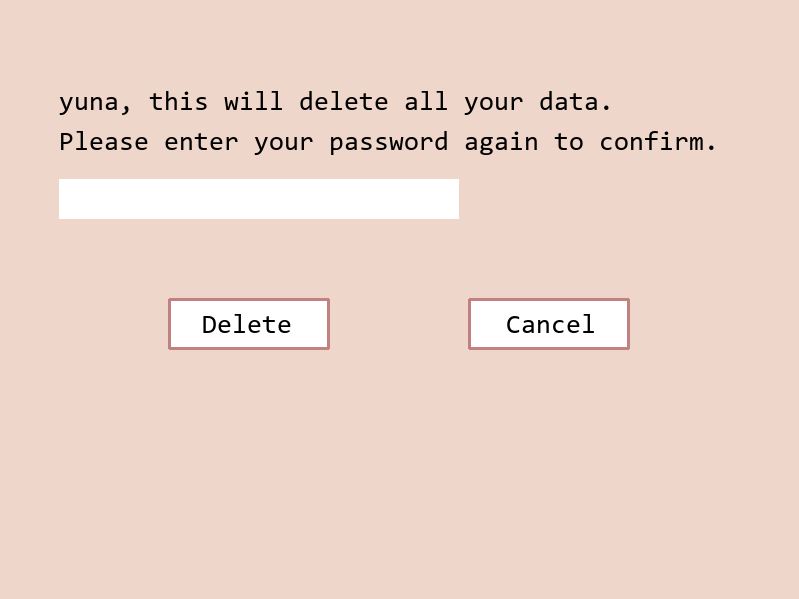 yuna, this will delete all your data.
Please enter your password again to confirm.
Delete
Cancel